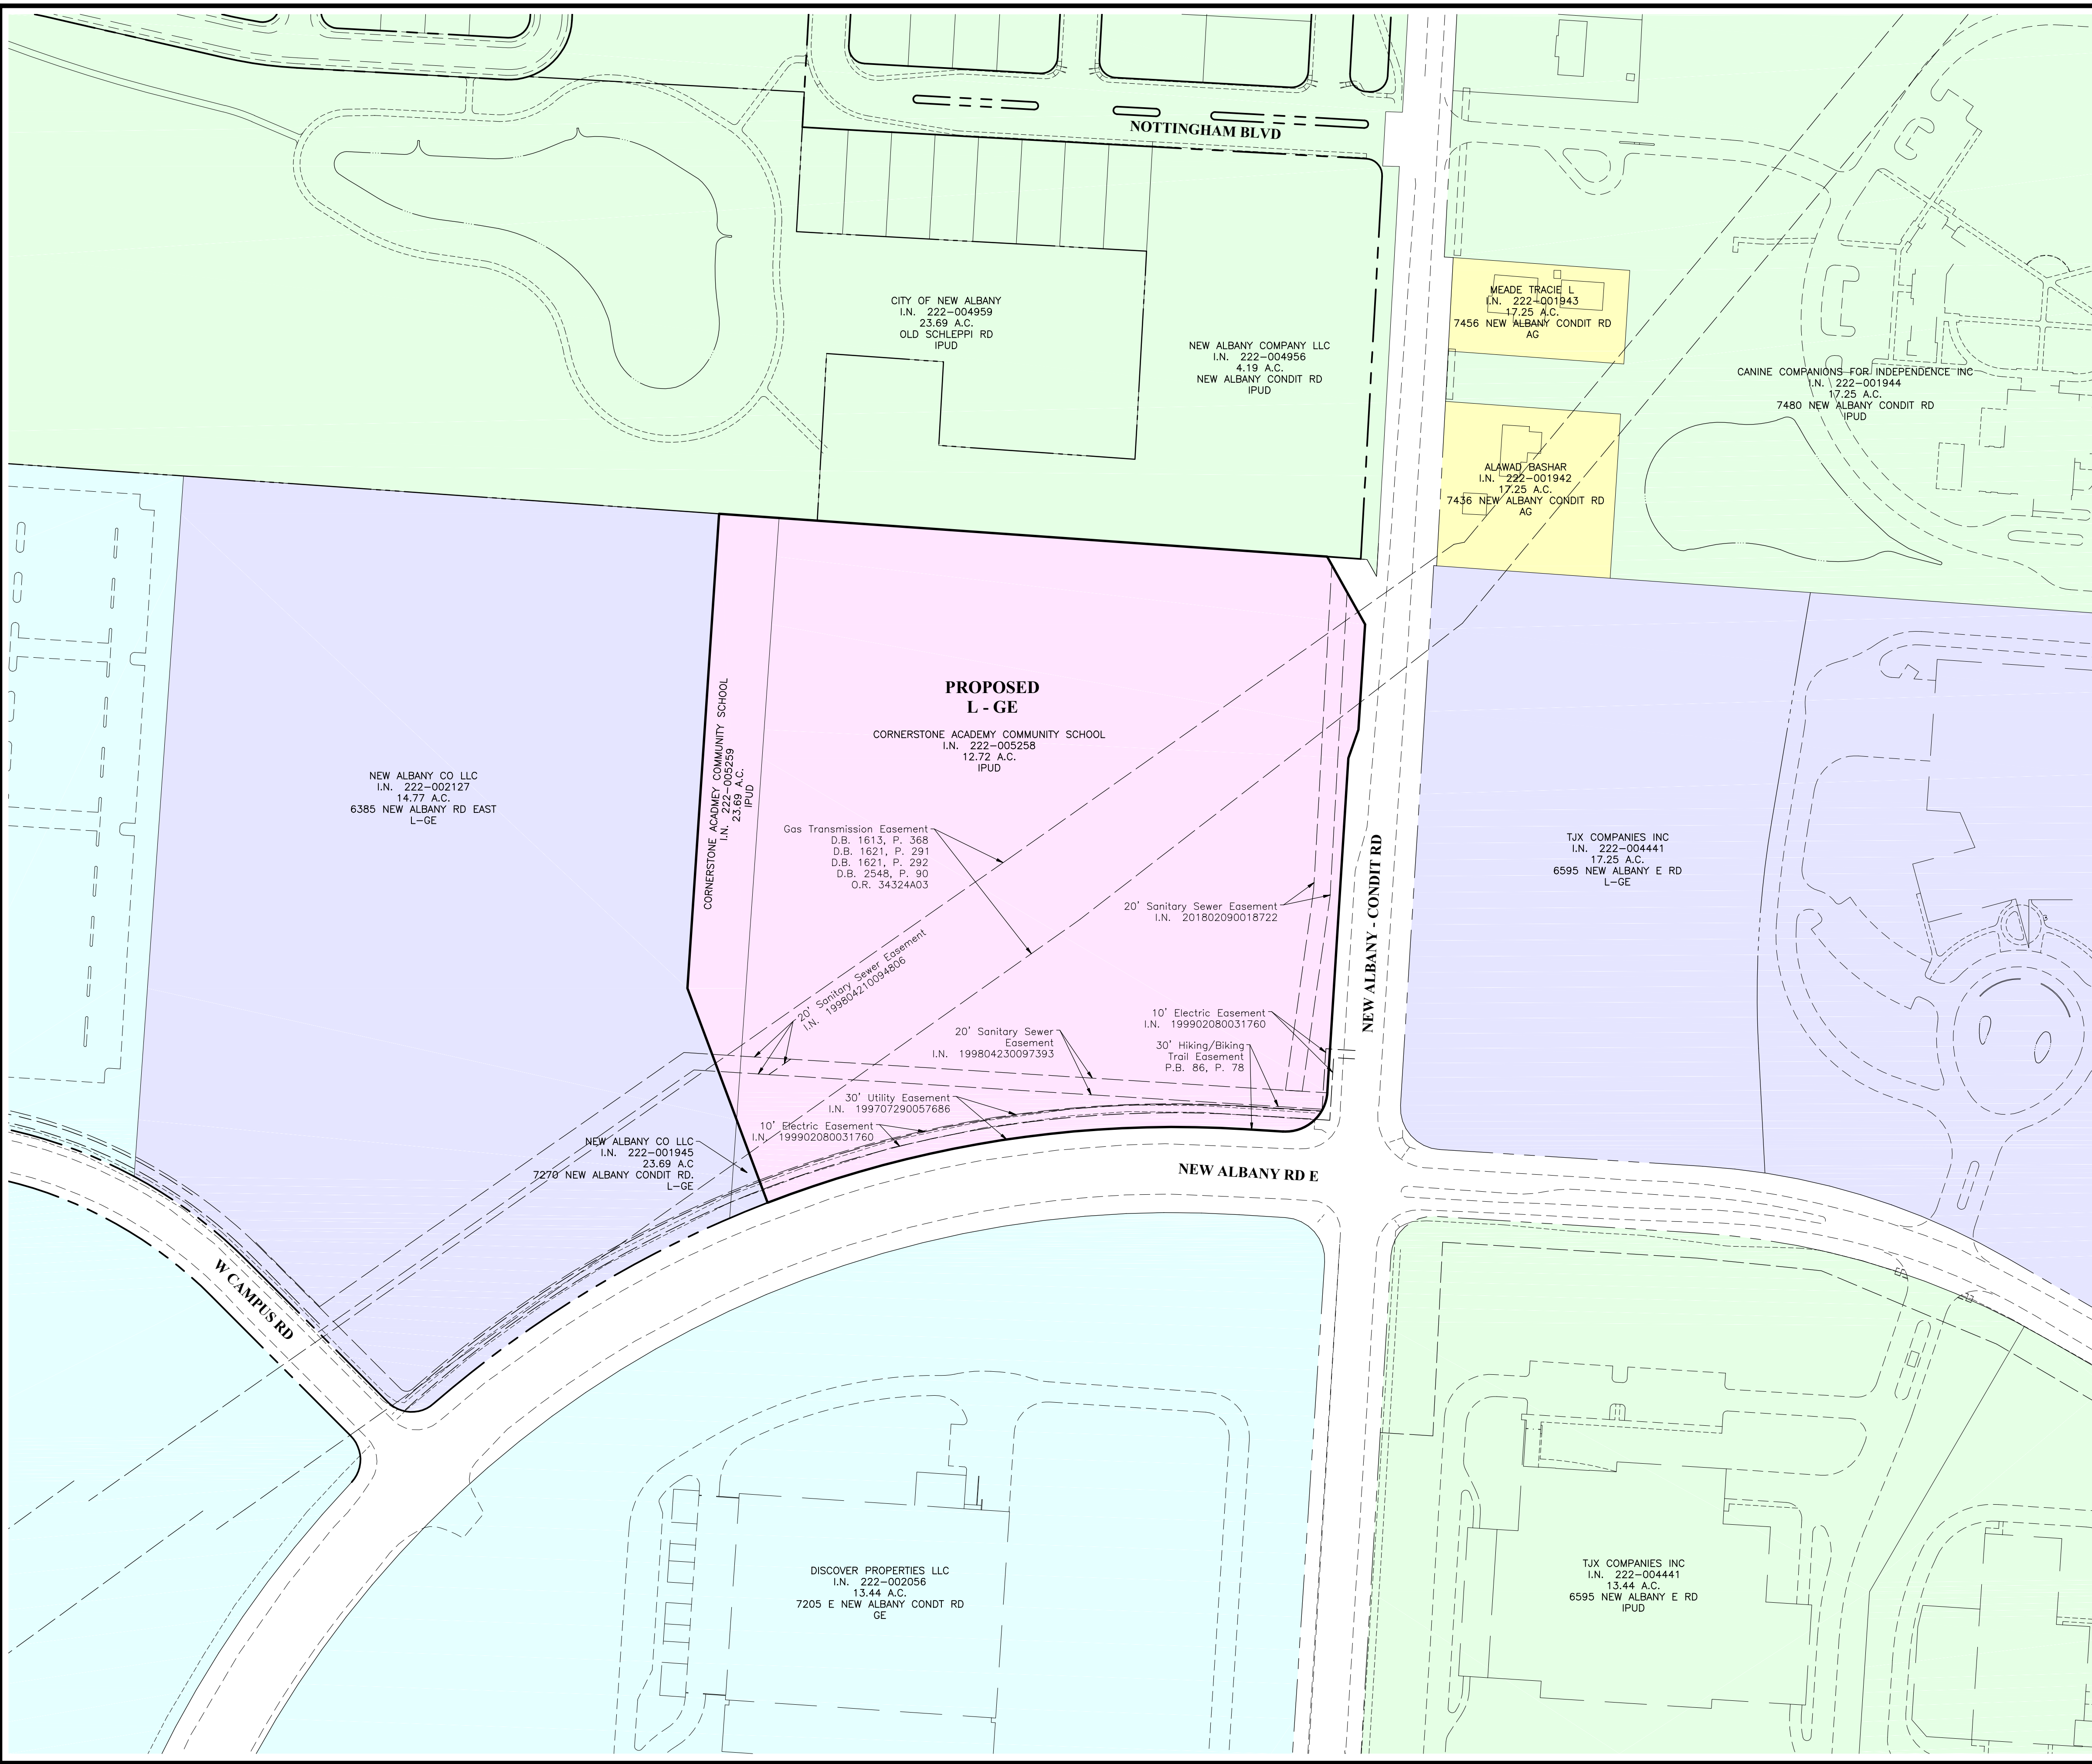 NOTTINGHAM BLVD
CITY OF NEW ALBANY
I.N. 222-004959
23.69 A.C.
OLD SCHLEPPI RD
IPUD
NEW ALBANY COMPANY LLC
I.N. 222-004956
4.19 A.C.
NEW ALBANY CONDIT RD
IPUD
MEADE TRACIE L
I.N. 222-001943
17.25 A.C.
7456 NEW ALBANY CONDIT RD
AG
CANINE COMPANIONS FOR INDEPENDENCE INC
I.N. 222-001944
17.25 A.C.
7480 NEW ALBANY CONDIT RD
IPUD
ALAWAD BASHAR
I.N. 222-001942
17.25 A.C.
7436 NEW ALBANY CONDIT RD
AG
PROPOSED
L - GE
CORNERSTONE ACADEMY COMMUNITY SCHOOL
I.N. 222-005258
12.72 A.C.
IPUD
CORNERSTONE ACADMEY COMMUNITY SCHOOL
I.N. 222-005259
23.69 A.C.
IPUD
NEW ALBANY CO LLC
I.N. 222-002127
14.77 A.C.
6385 NEW ALBANY RD EAST
L-GE
Gas Transmission Easement
D.B. 1613, P. 368
D.B. 1621, P. 291
D.B. 1621, P. 292
D.B. 2548, P. 90
O.R. 34324A03
20' Sanitary Sewer Easement
I.N. 201802090018722
NEW ALBANY - CONDIT RD
TJX COMPANIES INC
I.N. 222-004441
17.25 A.C.
6595 NEW ALBANY E RD
L-GE
3
20' Sanitary Sewer Easement
I.N. 199804210094806
20' Sanitary Sewer
Easement
I.N. 199804230097393
10' Electric Easement
I.N. 199902080031760
30' Hiking/Biking
Trail Easement
P.B. 86, P. 78
30' Utility Easement
I.N. 199707290057686
10' Electric Easement
I.N. 199902080031760
NEW ALBANY CO LLC
I.N. 222-001945
23.69 A.C
7270 NEW ALBANY CONDIT RD.
L-GE
NEW ALBANY RD E
W CAMPUS RD
DISCOVER PROPERTIES LLC
I.N. 222-002056
13.44 A.C.
7205 E NEW ALBANY CONDT RD
GE
TJX COMPANIES INC
I.N. 222-004441
13.44 A.C.
6595 NEW ALBANY E RD
IPUD